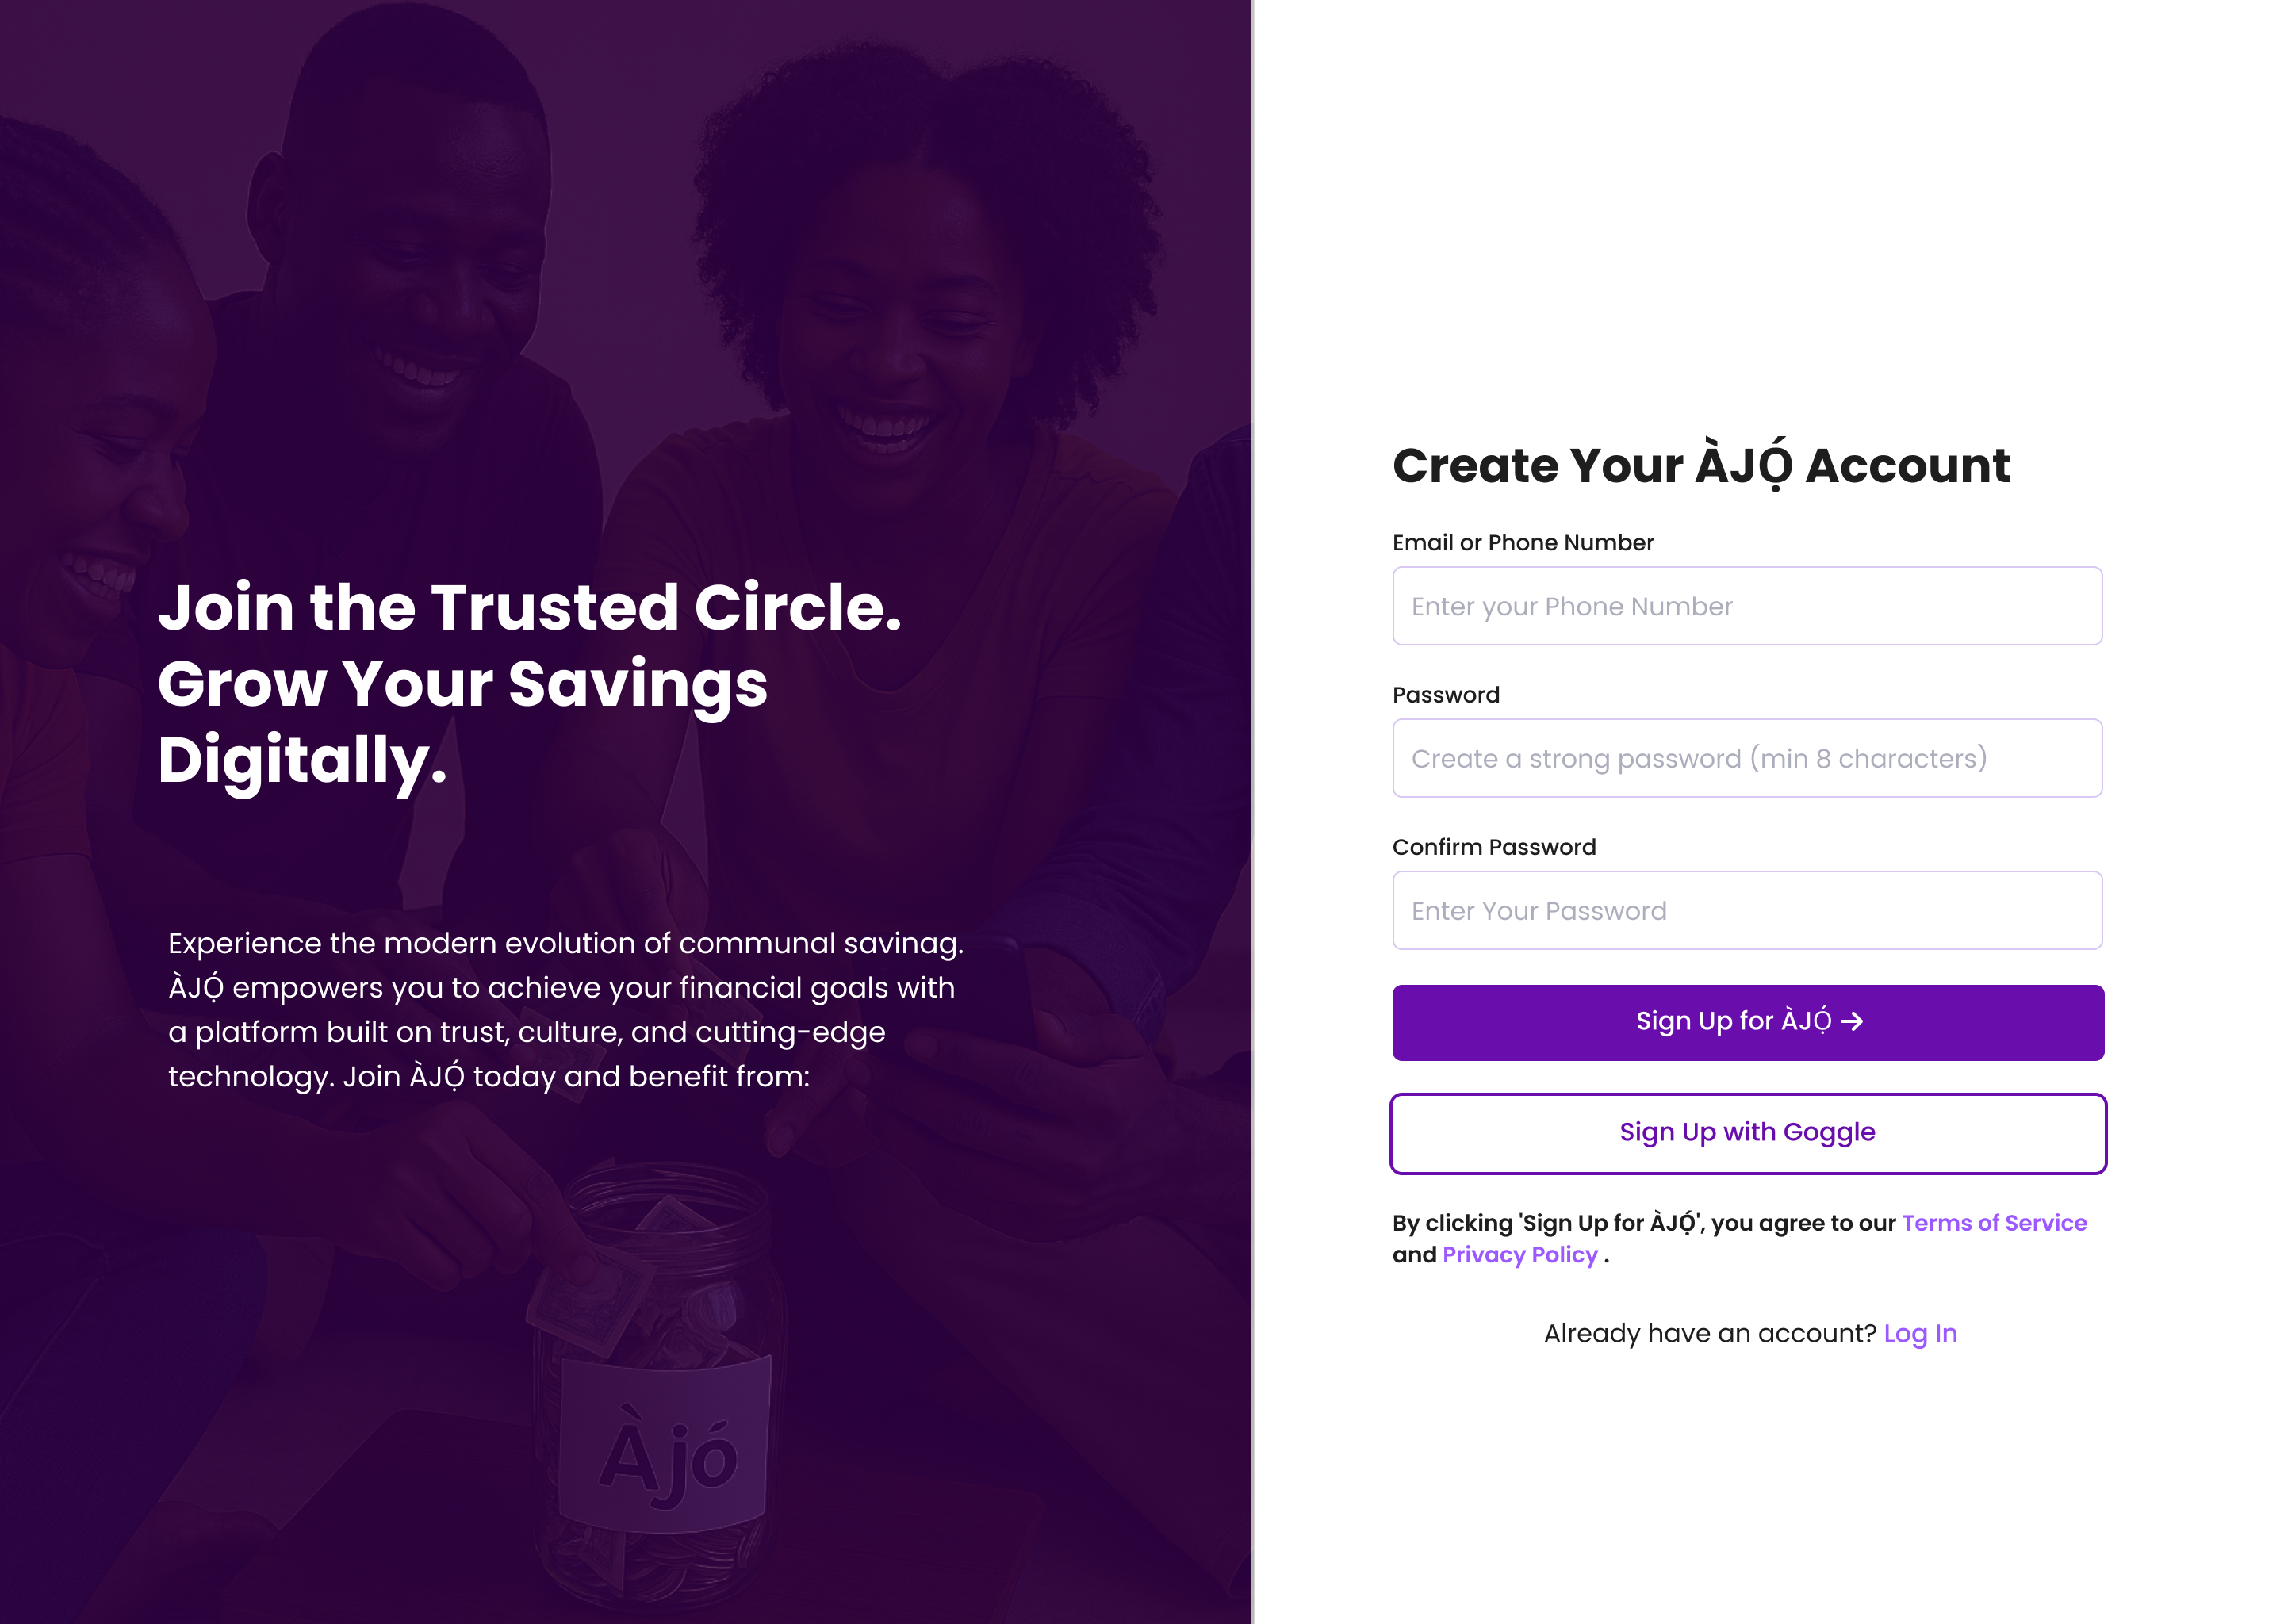 Join the Trusted Circle.
Grow Your Savings
Digitally.
Experience the modern evolution of communal savinag.
ÀJỌ́ empowers you to achieve your financial goals with
a platform built on trust, culture, and cutting-edge
technology. Join ÀJỌ́ today and benefit from:
Àjó
Create Your ÀJỌ́ Account
Email or Phone Number
Enter your Phone Number
Password
Create a strong password (min 8 characters)
Confirm Password
Enter Your Password
Sign Up for ÀJỌ́ →
Sign Up with Goggle
By clicking 'Sign Up for ÀJỌ́', you agree to our Terms of Service
and Privacy Policy .
Already have an account? Log In